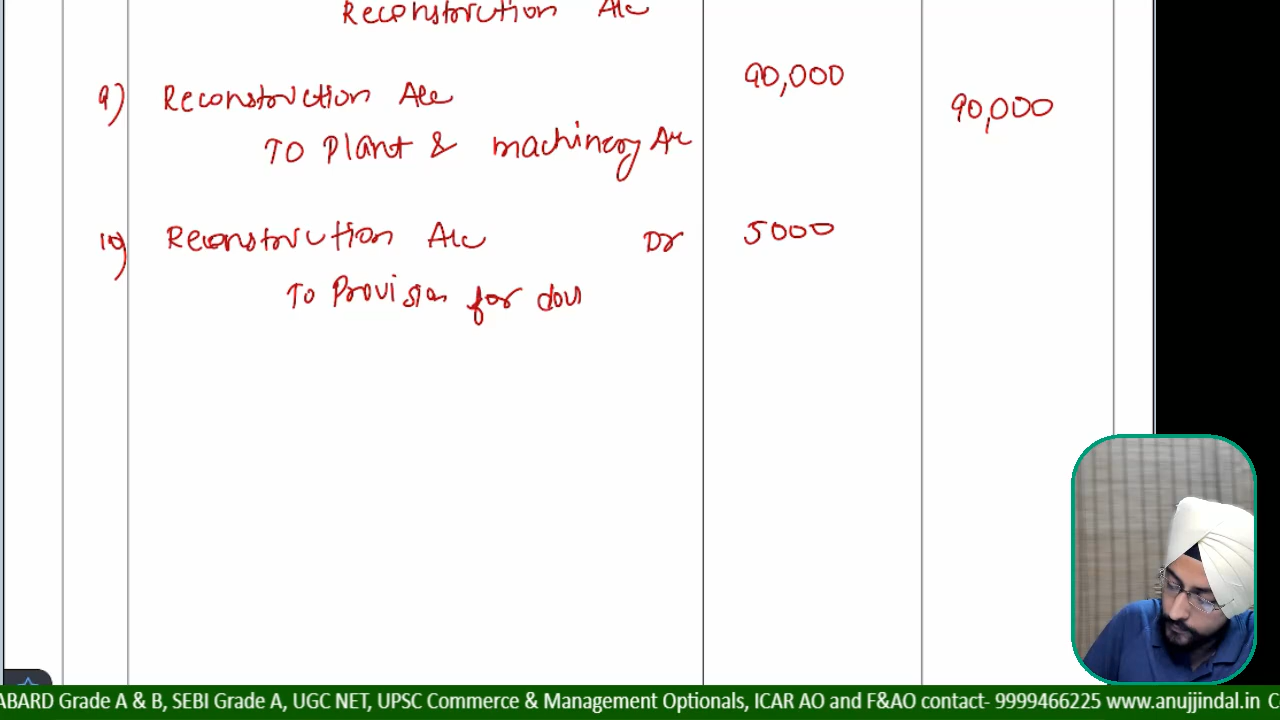 Reconstruction A/c
90,000
9) Reconstruction A/c
90,000
To Plant & machinery A/c
10) Reconstruction A/c Dr 5000
To Provision for dou
ABARD Grade A & B, SEBI Grade A, UGC NET, UPSC Commerce & Management Optionals, ICAR AO and F&AO contact- 9999466225 www.anujjindal.in C